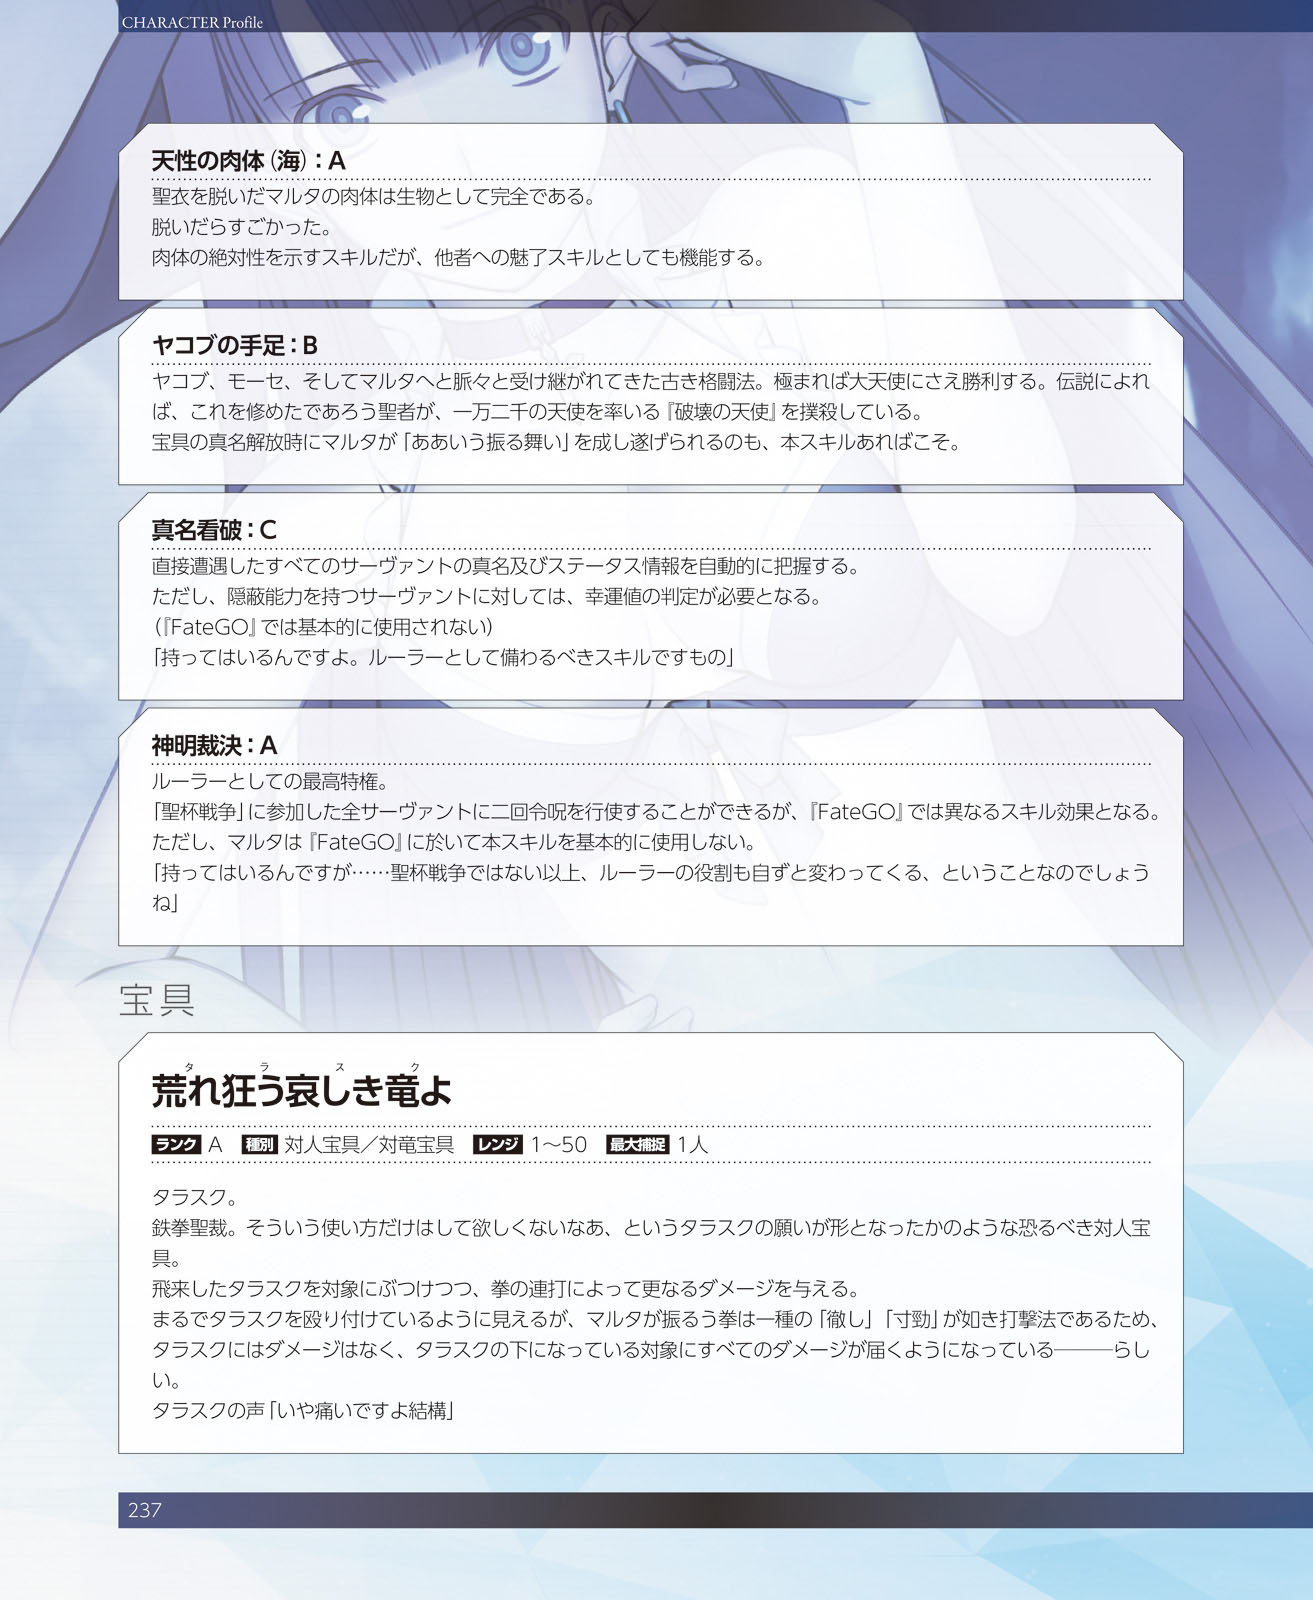 CHARACTER Profile
天性の肉体（海）：A
聖衣を脱いだマルタの肉体は生物として完全である。
脱いだらすごかった。
肉体の絶対性を示すスキルだが、他者への魅了スキルとしても機能する。
ヤコブの手足：B
ヤコブ、モーセ、そしてマルタへと脈々と受け継がれてきた古き格闘法。極まれば大天使にさえ勝利する。伝説によれ
ば、これを修めたであろう聖者が、一万二千の天使を率いる『破壊の天使』を撲殺している。
宝具の真名解放時にマルタが「ああいう振る舞い」を成し遂げられるのも、本スキルあればこそ。
真名看破：C
直接遭遇したすべてのサーヴァントの真名及びステータス情報を自動的に把握する。
ただし、隠蔽能力を持つサーヴァントに対しては、幸運値の判定が必要となる。
（『FateGO』では基本的に使用されない）
「持ってはいるんですよ。ルーラーとして備わるべきスキルですもの」
神明裁決：A
ルーラーとしての最高特権。
「聖杯戦争」に参加した全サーヴァントに二回令呪を行使することができるが、『FateGO』では異なるスキル効果となる。
ただし、マルタは『FateGO』に於いて本スキルを基本的に使用しない。
「持ってはいるんですが……聖杯戦争ではない以上、ルーラーの役割も自ずと変わってくる、ということなのでしょう
ね」
宝具
タラスク
荒れ狂う哀しき竜よ
ランク A 種別 対人宝具／対竜宝具 レンジ 1〜50 最大捕捉 1人
タラスク。
鉄拳聖裁。そういう使い方だけはして欲しくないなあ、というタラスクの願いが形となったかのような恐るべき対人宝
具。
飛来したタラスクを対象にぶつけつつ、拳の連打によって更なるダメージを与える。
まるでタラスクを殴り付けているように見えるが、マルタが振るう拳は一種の「徹し」「寸勁」が如き打撃法であるため、
タラスクにはダメージはなく、タラスクの下になっている対象にすべてのダメージが届くようになっている———らし
い。
タラスクの声「いや痛いですよ結構」
237